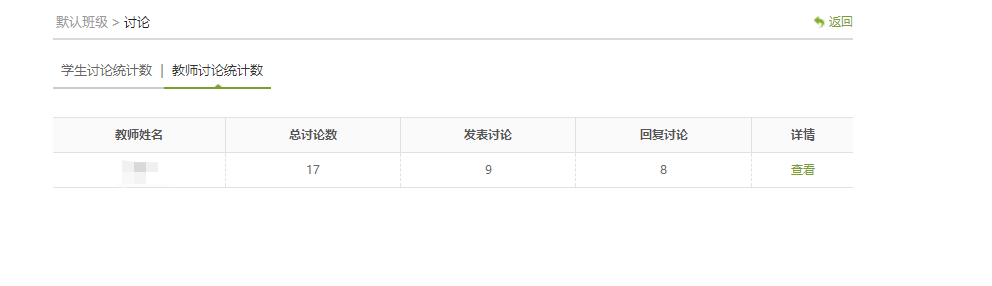 默认班级 > 讨论 返回
学生讨论统计数 | 教师讨论统计数
教师姓名 总讨论数 发表讨论 回复讨论 详情
17 9 8 查看